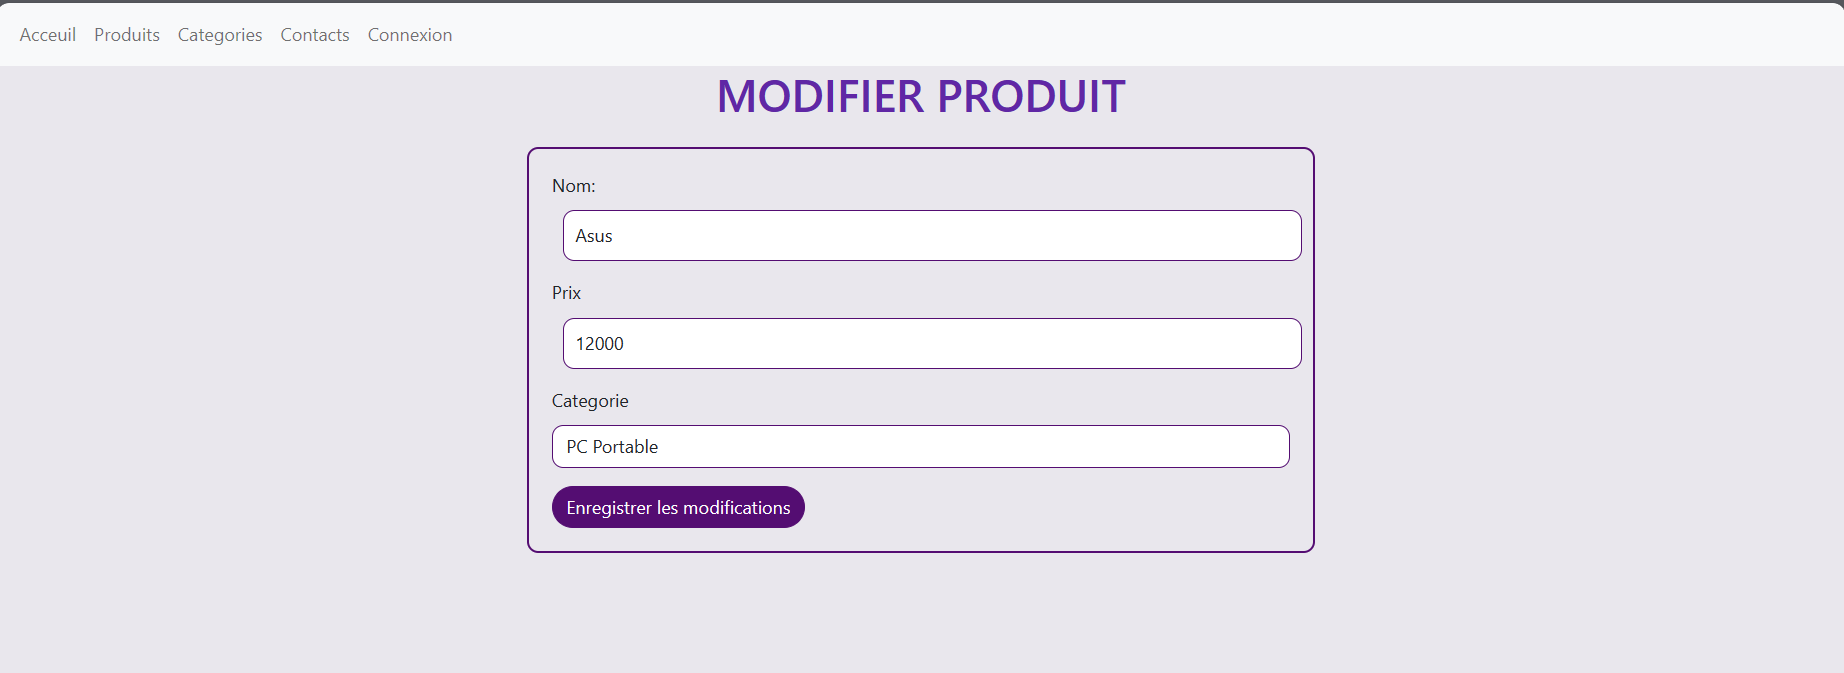 Acceuil Produits Categories Contacts Connexion
MODIFIER PRODUIT
Nom:
Asus
Prix
12000
Categorie
PC Portable
Enregistrer les modifications